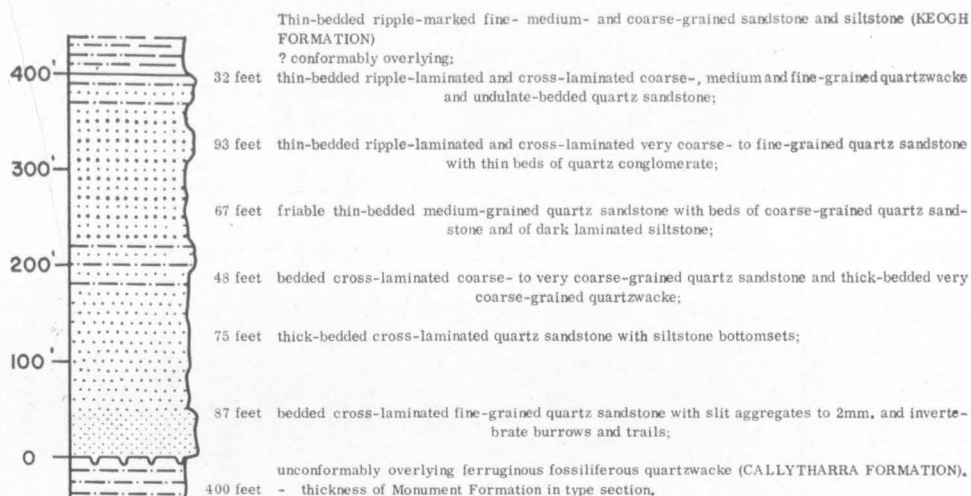 Thin-bedded ripple-marked fine- medium- and coarse-grained sandstone and siltstone (KEOGH
FORMATION)
? conformably overlying;
400'
32 feet thin-bedded ripple-laminated and cross-laminated coarse-, medium and fine-grained quartzwacke
and undulate-bedded quartz sandstone;
93 feet thin-bedded ripple-laminated and cross-laminated very coarse- to fine-grained quartz sandstone
with thin beds of quartz conglomerate;
300'
67 feet friable thin-bedded medium-grained quartz sandstone with beds of coarse-grained quartz sand-
stone and of dark laminated siltstone;
200'
48 feet bedded cross-laminated coarse- to very coarse-grained quartz sandstone and thick-bedded very
coarse-grained quartzwacke;
75 feet thick-bedded cross-laminated quartz sandstone with siltstone bottomsets;
100'
87 feet bedded cross-laminated fine-grained quartz sandstone with slit aggregates to 2mm. and inverte-
brate burrows and trails;
0
unconformably overlying ferruginous fossiliferous quartzwacke (CALLYTHARRA FORMATION).
400 feet - thickness of Monument Formation in type section.